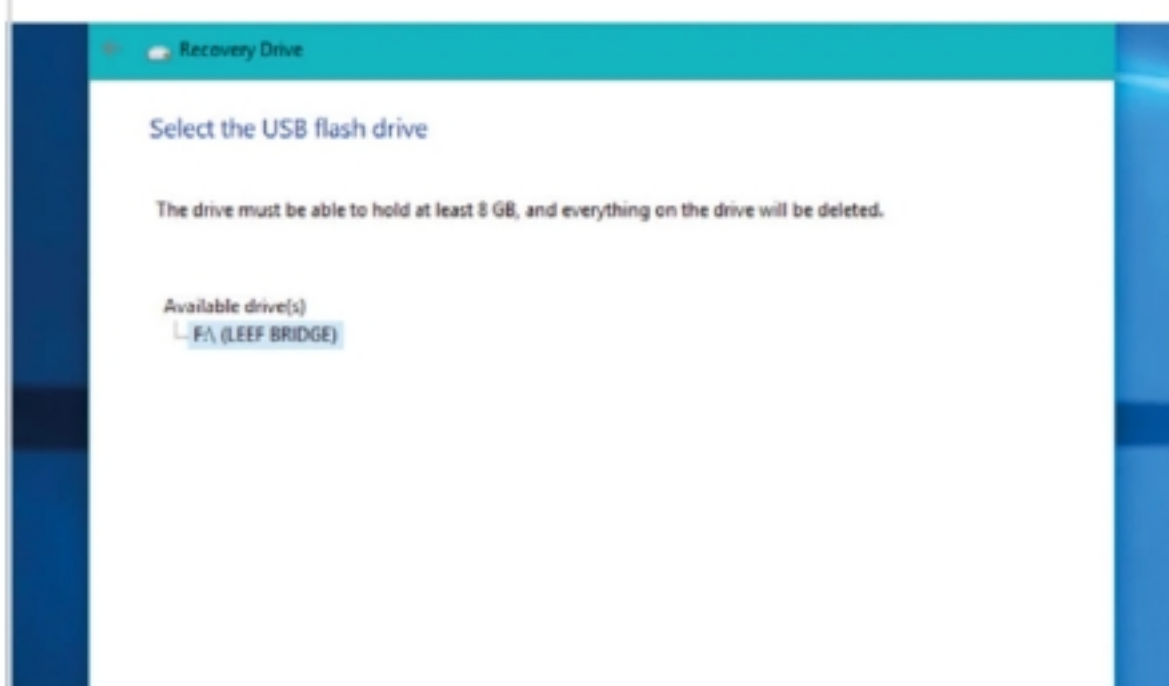 Recovery Drive
Select the USB flash drive
The drive must be able to hold at least 8 GB, and everything on the drive will be deleted.
Available drive(s)
F:\ (LEEF BRIDGE)